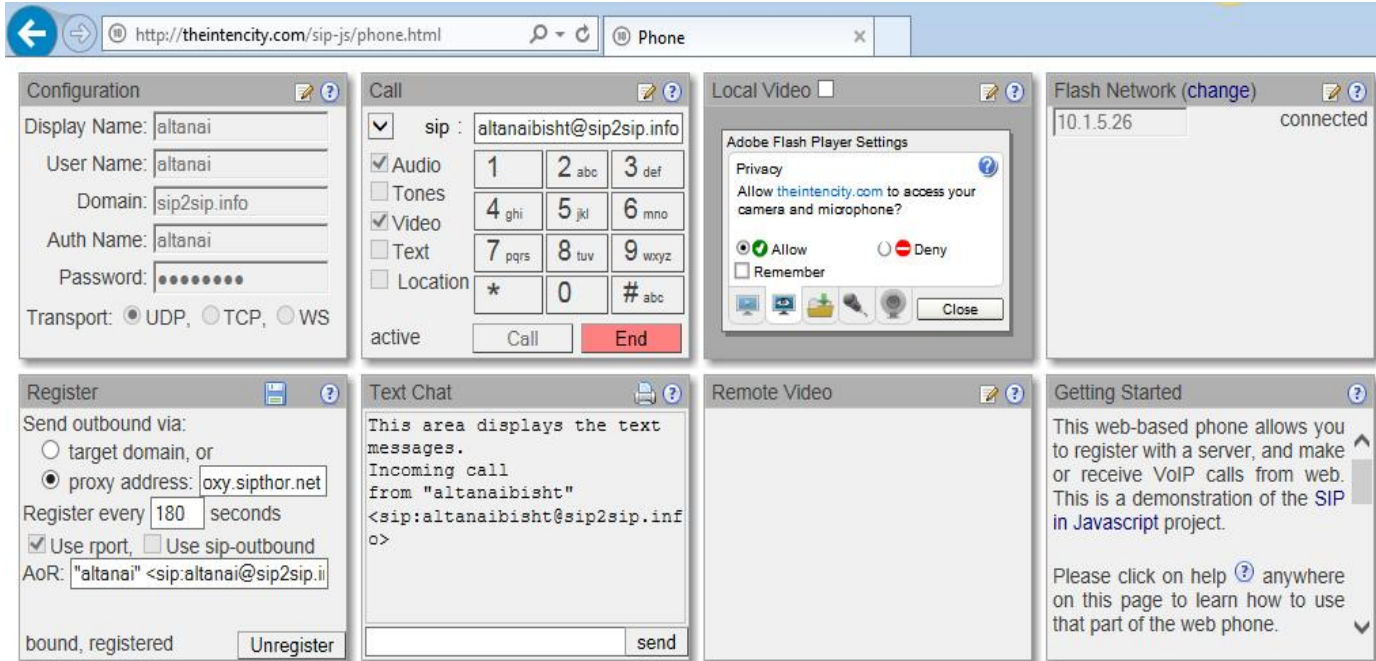 http://theintencity.com/sip-js/phone.html
Phone
Configuration
Display Name: altanai
User Name: altanai
Domain: sip2sip.info
Auth Name: altanai
Password: ●●●●●●●●
Transport: UDP, TCP, WS
Call
sip : altanaibisht@sip2sip.info
Audio
Tones
Video
Text
Location
1 2 abc 3 def
4 ghi 5 jkl 6 mno
7 pqrs 8 tuv 9 wxyz
* 0 # abc
active Call End
Local Video
Adobe Flash Player Settings
Privacy
Allow theintencity.com to access your
camera and microphone?
Allow Deny
Remember
Close
Flash Network (change)
10.1.5.26 connected
Register
Send outbound via:
target domain, or
proxy address: oxy.sipthor.net
Register every 180 seconds
Use rport, Use sip-outbound
AoR: "altanai" <sip:altanai@sip2sip.i
bound, registered Unregister
Text Chat
This area displays the text
messages.
Incoming call
from "altanaibisht"
<sip:altanaibisht@sip2sip.inf
o>
send
Remote Video
Getting Started
This web-based phone allows you
to register with a server, and make
or receive VoIP calls from web.
This is a demonstration of the SIP
in Javascript project.
Please click on help ? anywhere
on this page to learn how to use
that part of the web phone.